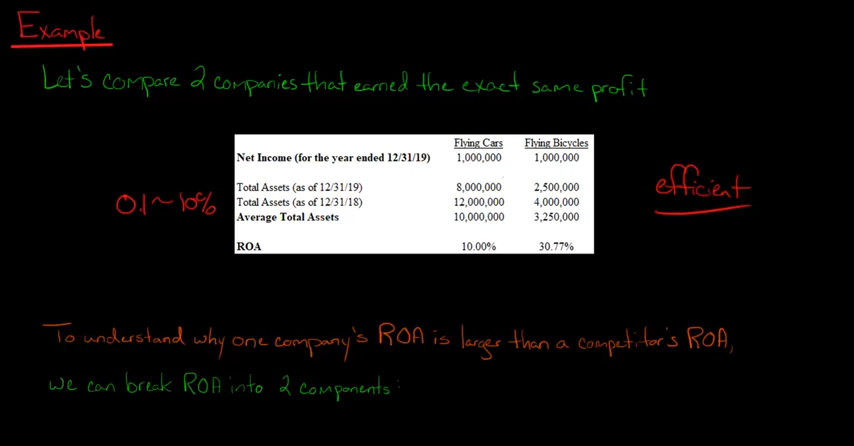 Example
Let's compare 2 companies that earned the exact same profit
Flying Cars Flying Bicycles
Net Income (for the year ended 12/31/19) 1,000,000 1,000,000
Total Assets (as of 12/31/19) 8,000,000 2,500,000
Total Assets (as of 12/31/18) 12,000,000 4,000,000
Average Total Assets 10,000,000 3,250,000
ROA 10.00% 30.77%
0.1 ~ 10%
efficient
To understand why one company's ROA is larger than a competitor's ROA,
we can break ROA into 2 components: